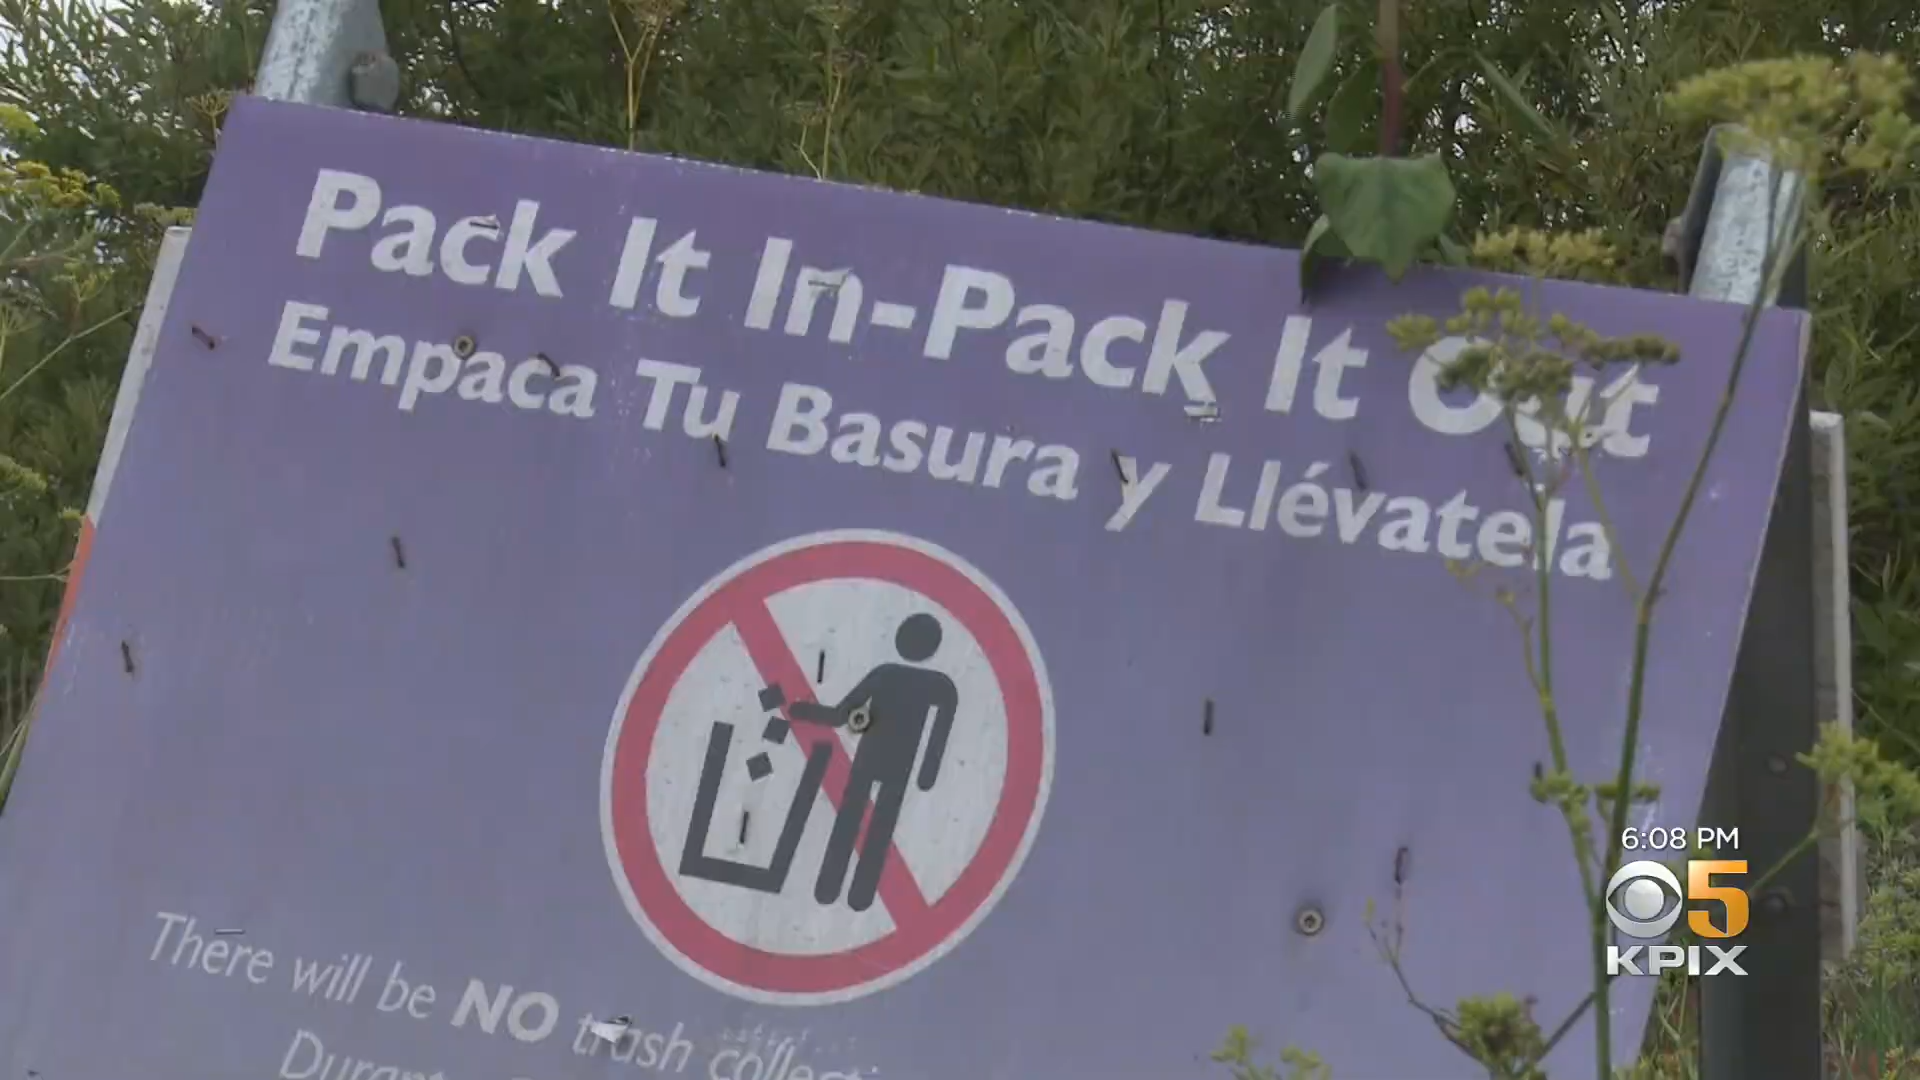 Pack It In-Pack It Out
Empaca Tu Basura y Llévatela
There will be NO trash
6:08 PM
5
KPIX